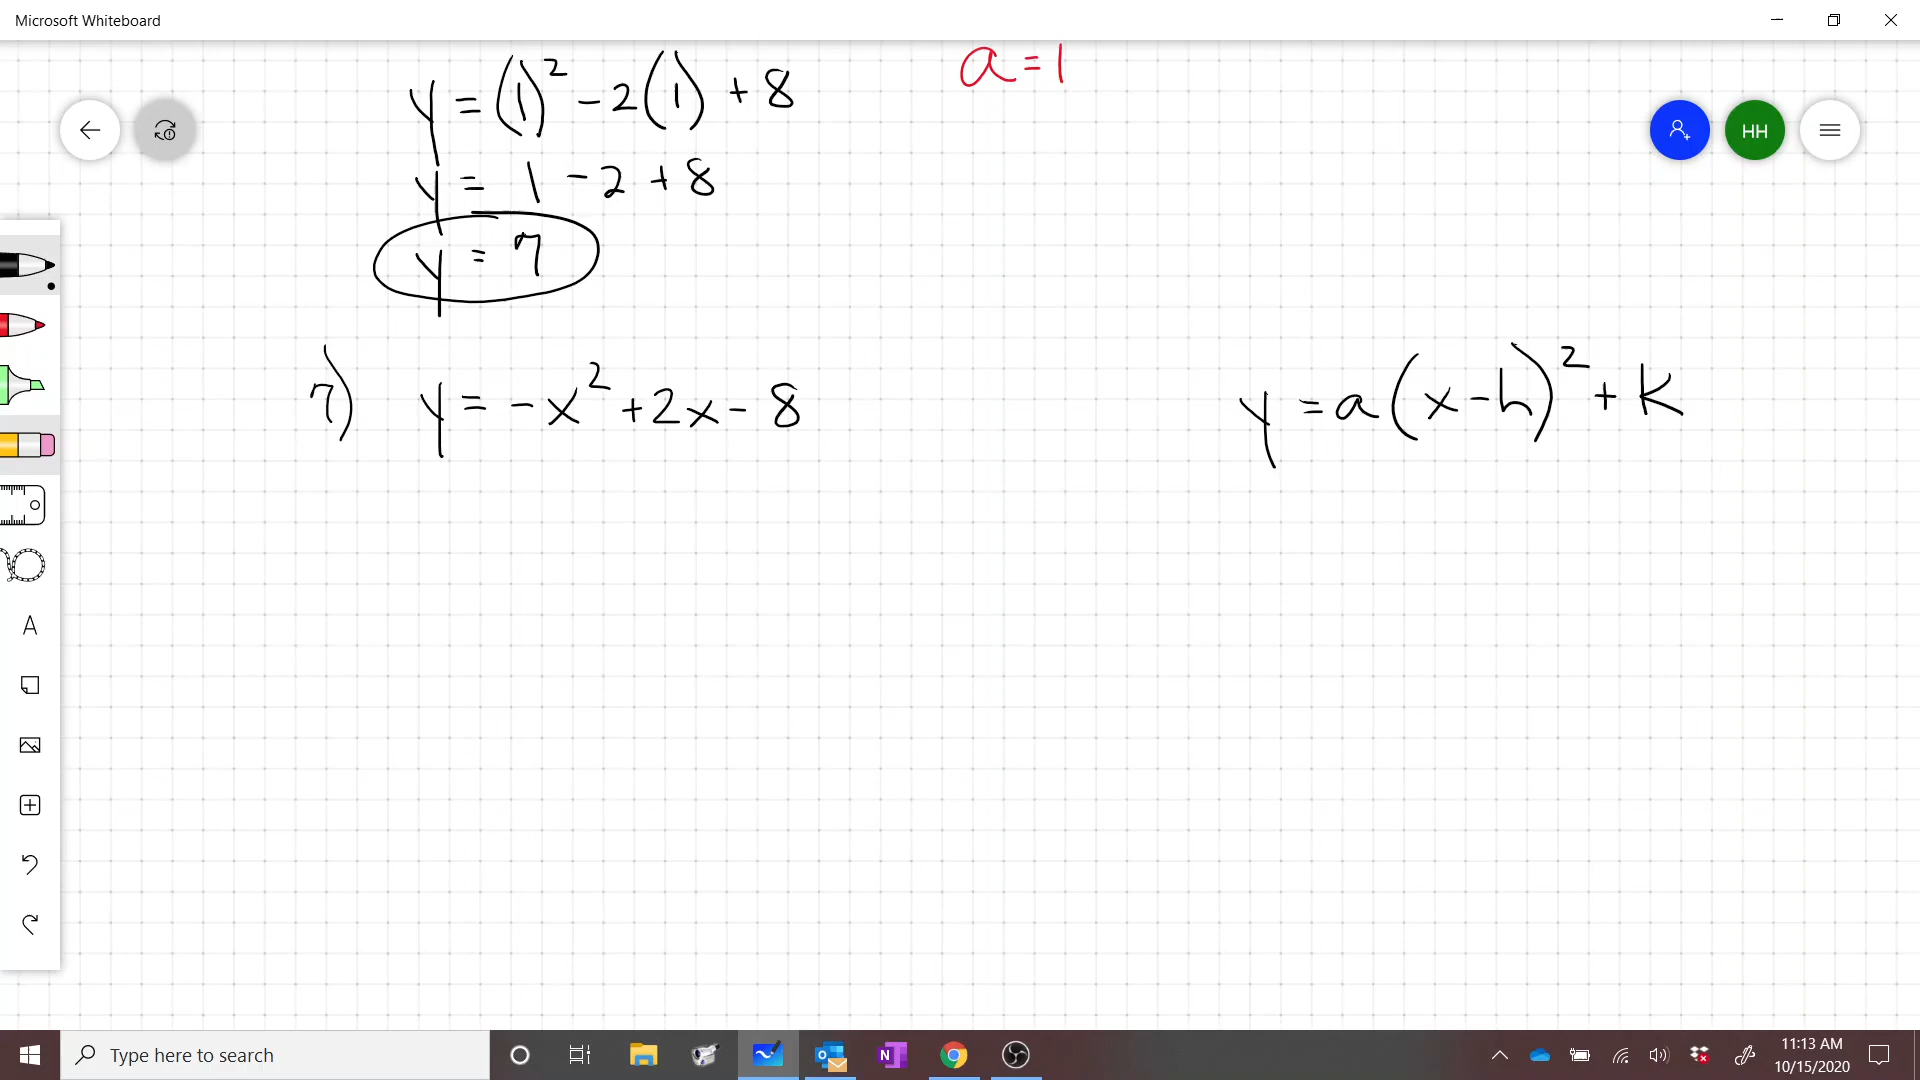 Microsoft Whiteboard
y = (1)² - 2(1) + 8
a = 1
HH
y = 1 - 2 + 8
y = 7
7) y = -x² + 2x - 8
y = a(x - h)² + k
A
Type here to search
N
11:13 AM
10/15/2020